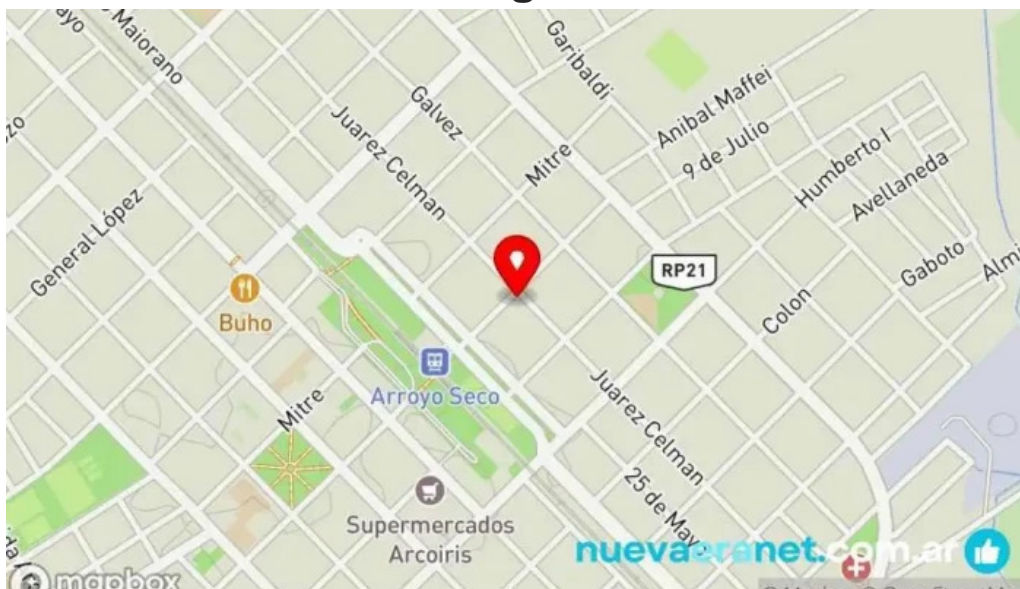 Maiorano
Garibaldi
Galvez
Anibal Maffei
Juarez Celman
Mitre
9 de Julio
Humberto I
Avellaneda
General López
RP21
Gaboto
Colon
Buho
Arroyo Seco
Mitre
Juarez Celman
25 de Mayo
Supermercados
Arcoiris
nuevaeranet.com.ar
mapbox